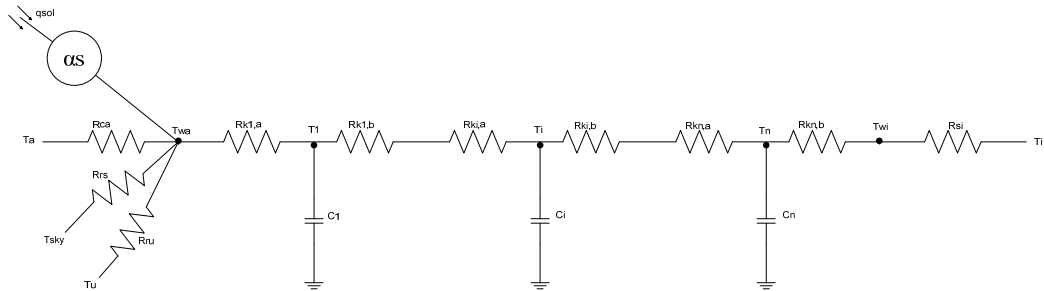 qsol
αs
Ta
Rca
Twa
Rk1,a
T1
Rk1,b
Rki,a
Ti
Rki,b
Rkn,a
Tn
Rkn,b
Twi
Rsi
Ti
Rrs
Tsky
Rru
Tu
C1
Ci
Cn